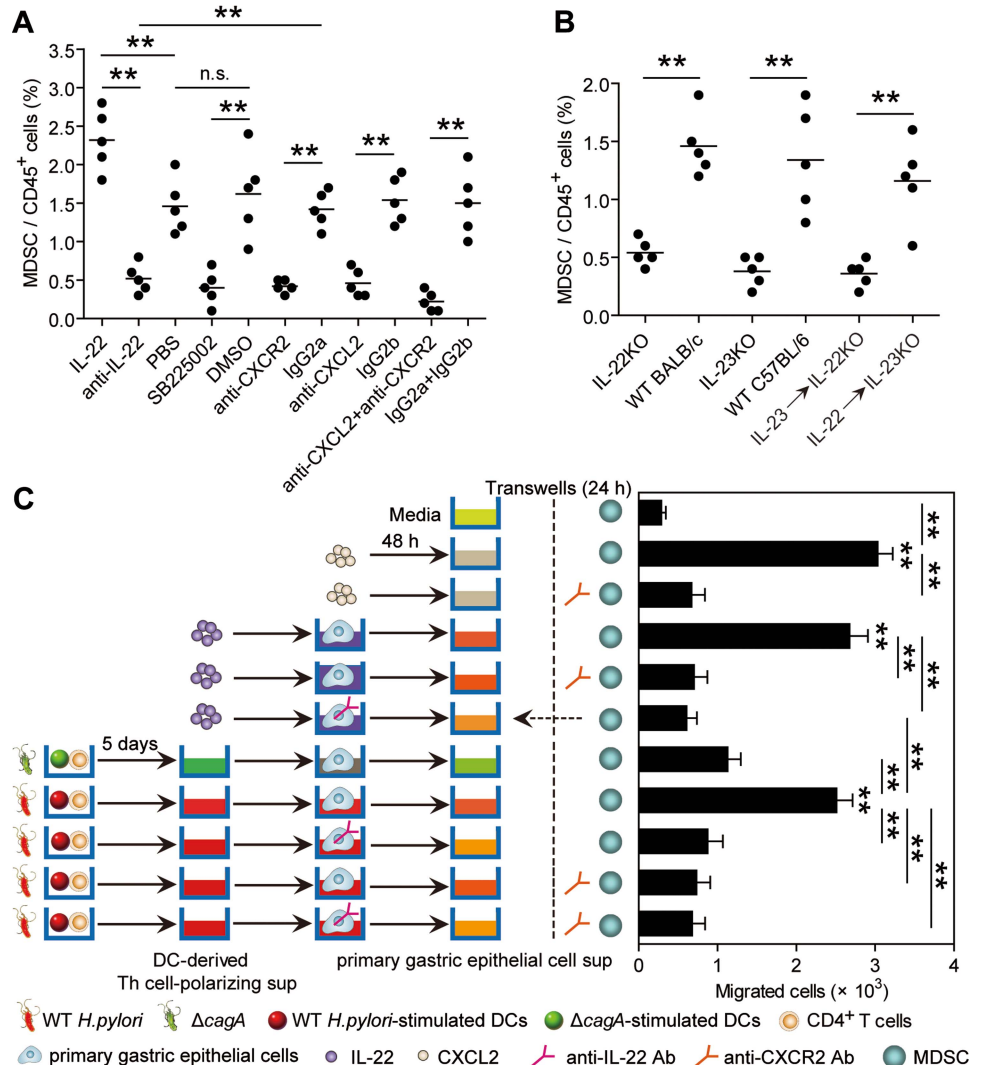 A
**
**
**
n.s.
**
**
**
**
MDSC / CD45+ cells (%)
3.5
3.0
2.5
2.0
1.5
1.0
0.5
0.0
IL-22
anti-IL-22
PBS
SB225002
DMSO
anti-CXCR2
IgG2a
anti-CXCL2
IgG2b
anti-CXCL2+anti-CXCR2
IgG2a+IgG2b
B
**
**
**
MDSC / CD45+ cells (%)
2.0
1.5
1.0
0.5
0.0
IL-22KO
WT BALB/c
IL-23KO
WT C57BL/6
IL-23 → IL-22KO
IL-22 → IL-23KO
C
Transwells (24 h)
Media
48 h
5 days
**
**
**
**
**
**
**
**
**
**
**
**
DC-derived
Th cell-polarizing sup
primary gastric epithelial cell sup
0 1 2 3 4
Migrated cells (× 10³)
WT H.pylori
ΔcagA
WT H.pylori-stimulated DCs
ΔcagA-stimulated DCs
CD4+ T cells
primary gastric epithelial cells
IL-22
CXCL2
anti-IL-22 Ab
anti-CXCR2 Ab
MDSC